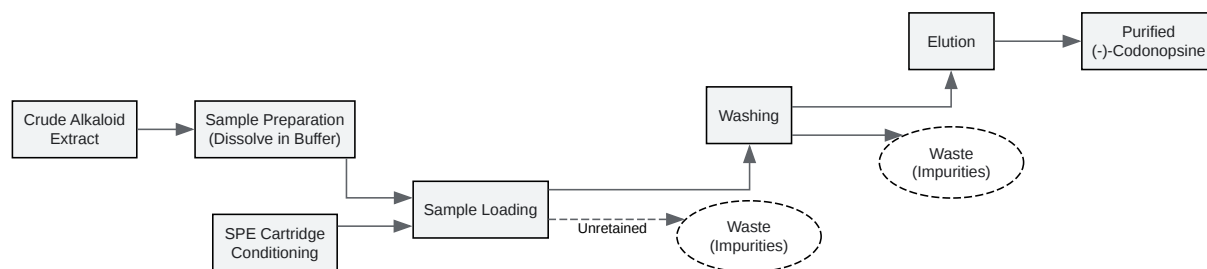 Crude Alkaloid
Extract
Sample Preparation
(Dissolve in Buffer)
SPE Cartridge
Conditioning
Sample Loading
Unretained
Waste
(Impurities)
Washing
Waste
(Impurities)
Elution
Purified
(-)-Codonopsine